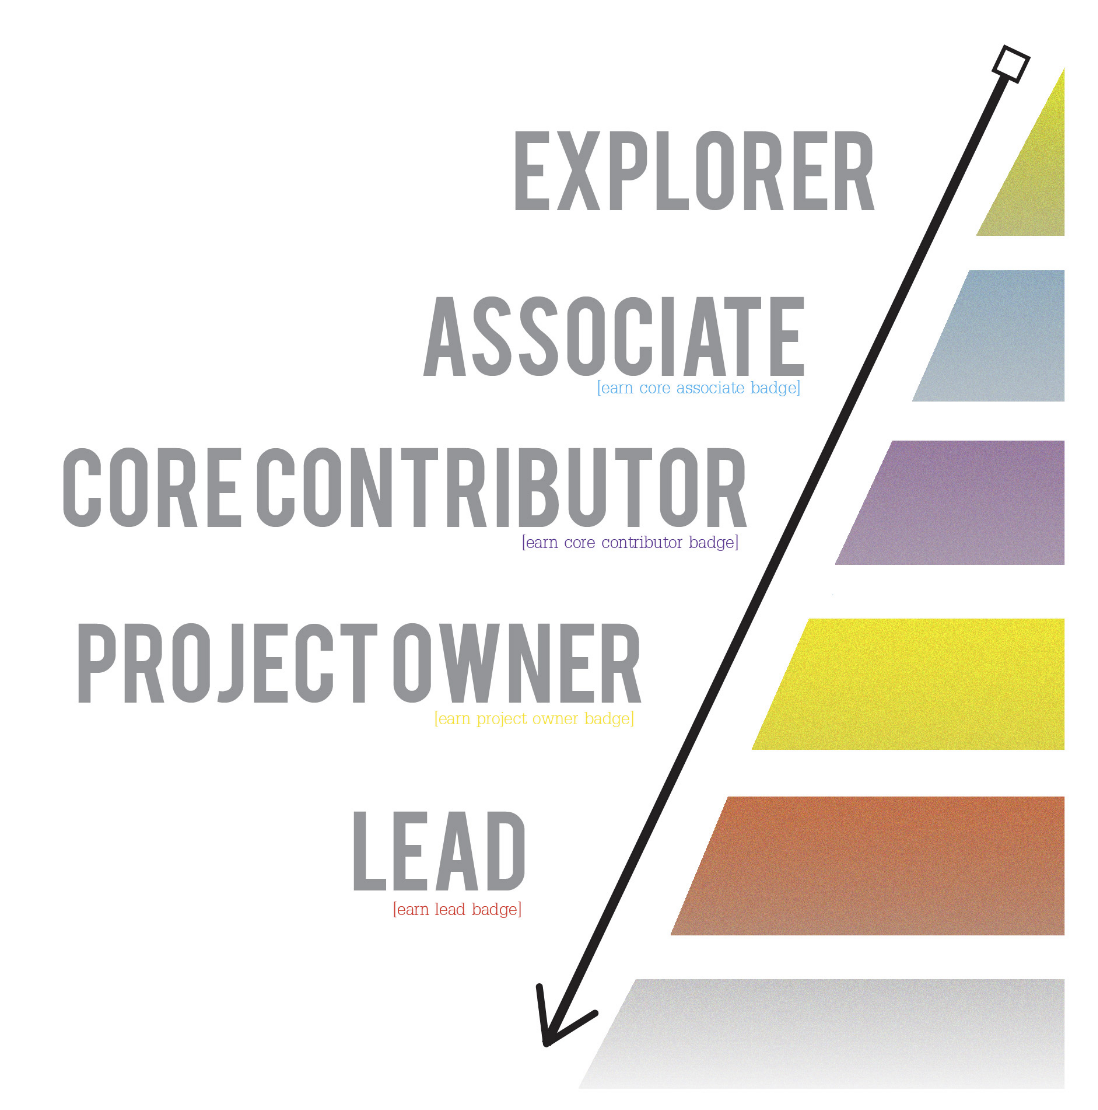 EXPLORER
ASSOCIATE
[earn core associate badge]
CORE CONTRIBUTOR
[earn core contributor badge]
PROJECT OWNER
[earn project owner badge]
LEAD
[earn lead badge]